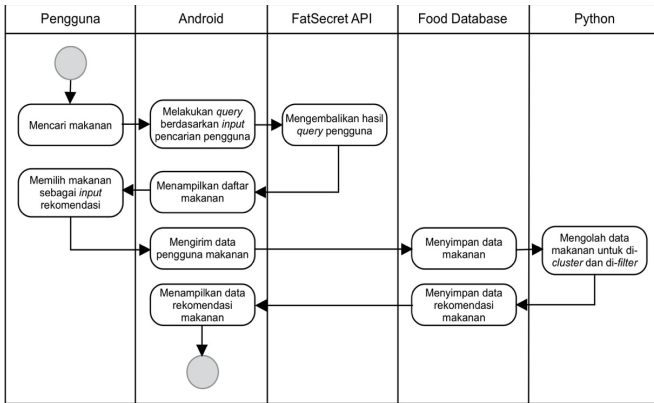 Pengguna
Android
FatSecret API
Food Database
Python
Mencari makanan
Melakukan query
berdasarkan input
pencarian pengguna
Mengembalikan hasil
query pengguna
Memilih makanan
sebagai input
rekomendasi
Menampilkan daftar
makanan
Mengirim data
pengguna makanan
Menyimpan data
makanan
Mengolah data
makanan untuk di-
cluster dan di-filter
Menampilkan data
rekomendasi
makanan
Menyimpan data
rekomendasi
makanan